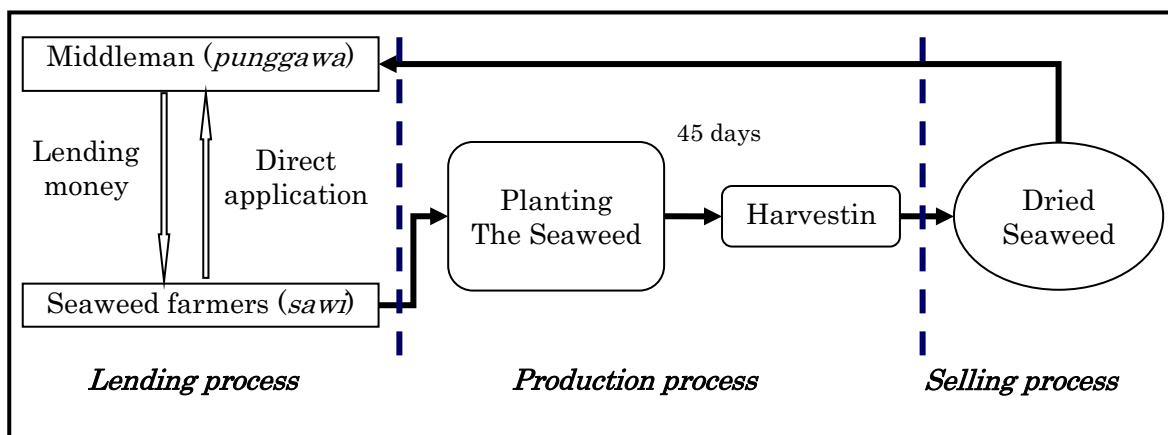 Middleman (punggawa)
Lending
money
Direct
application
Seaweed farmers (sawi)
Planting
The Seaweed
45 days
Harvestin
Dried
Seaweed
Lending process
Production process
Selling process